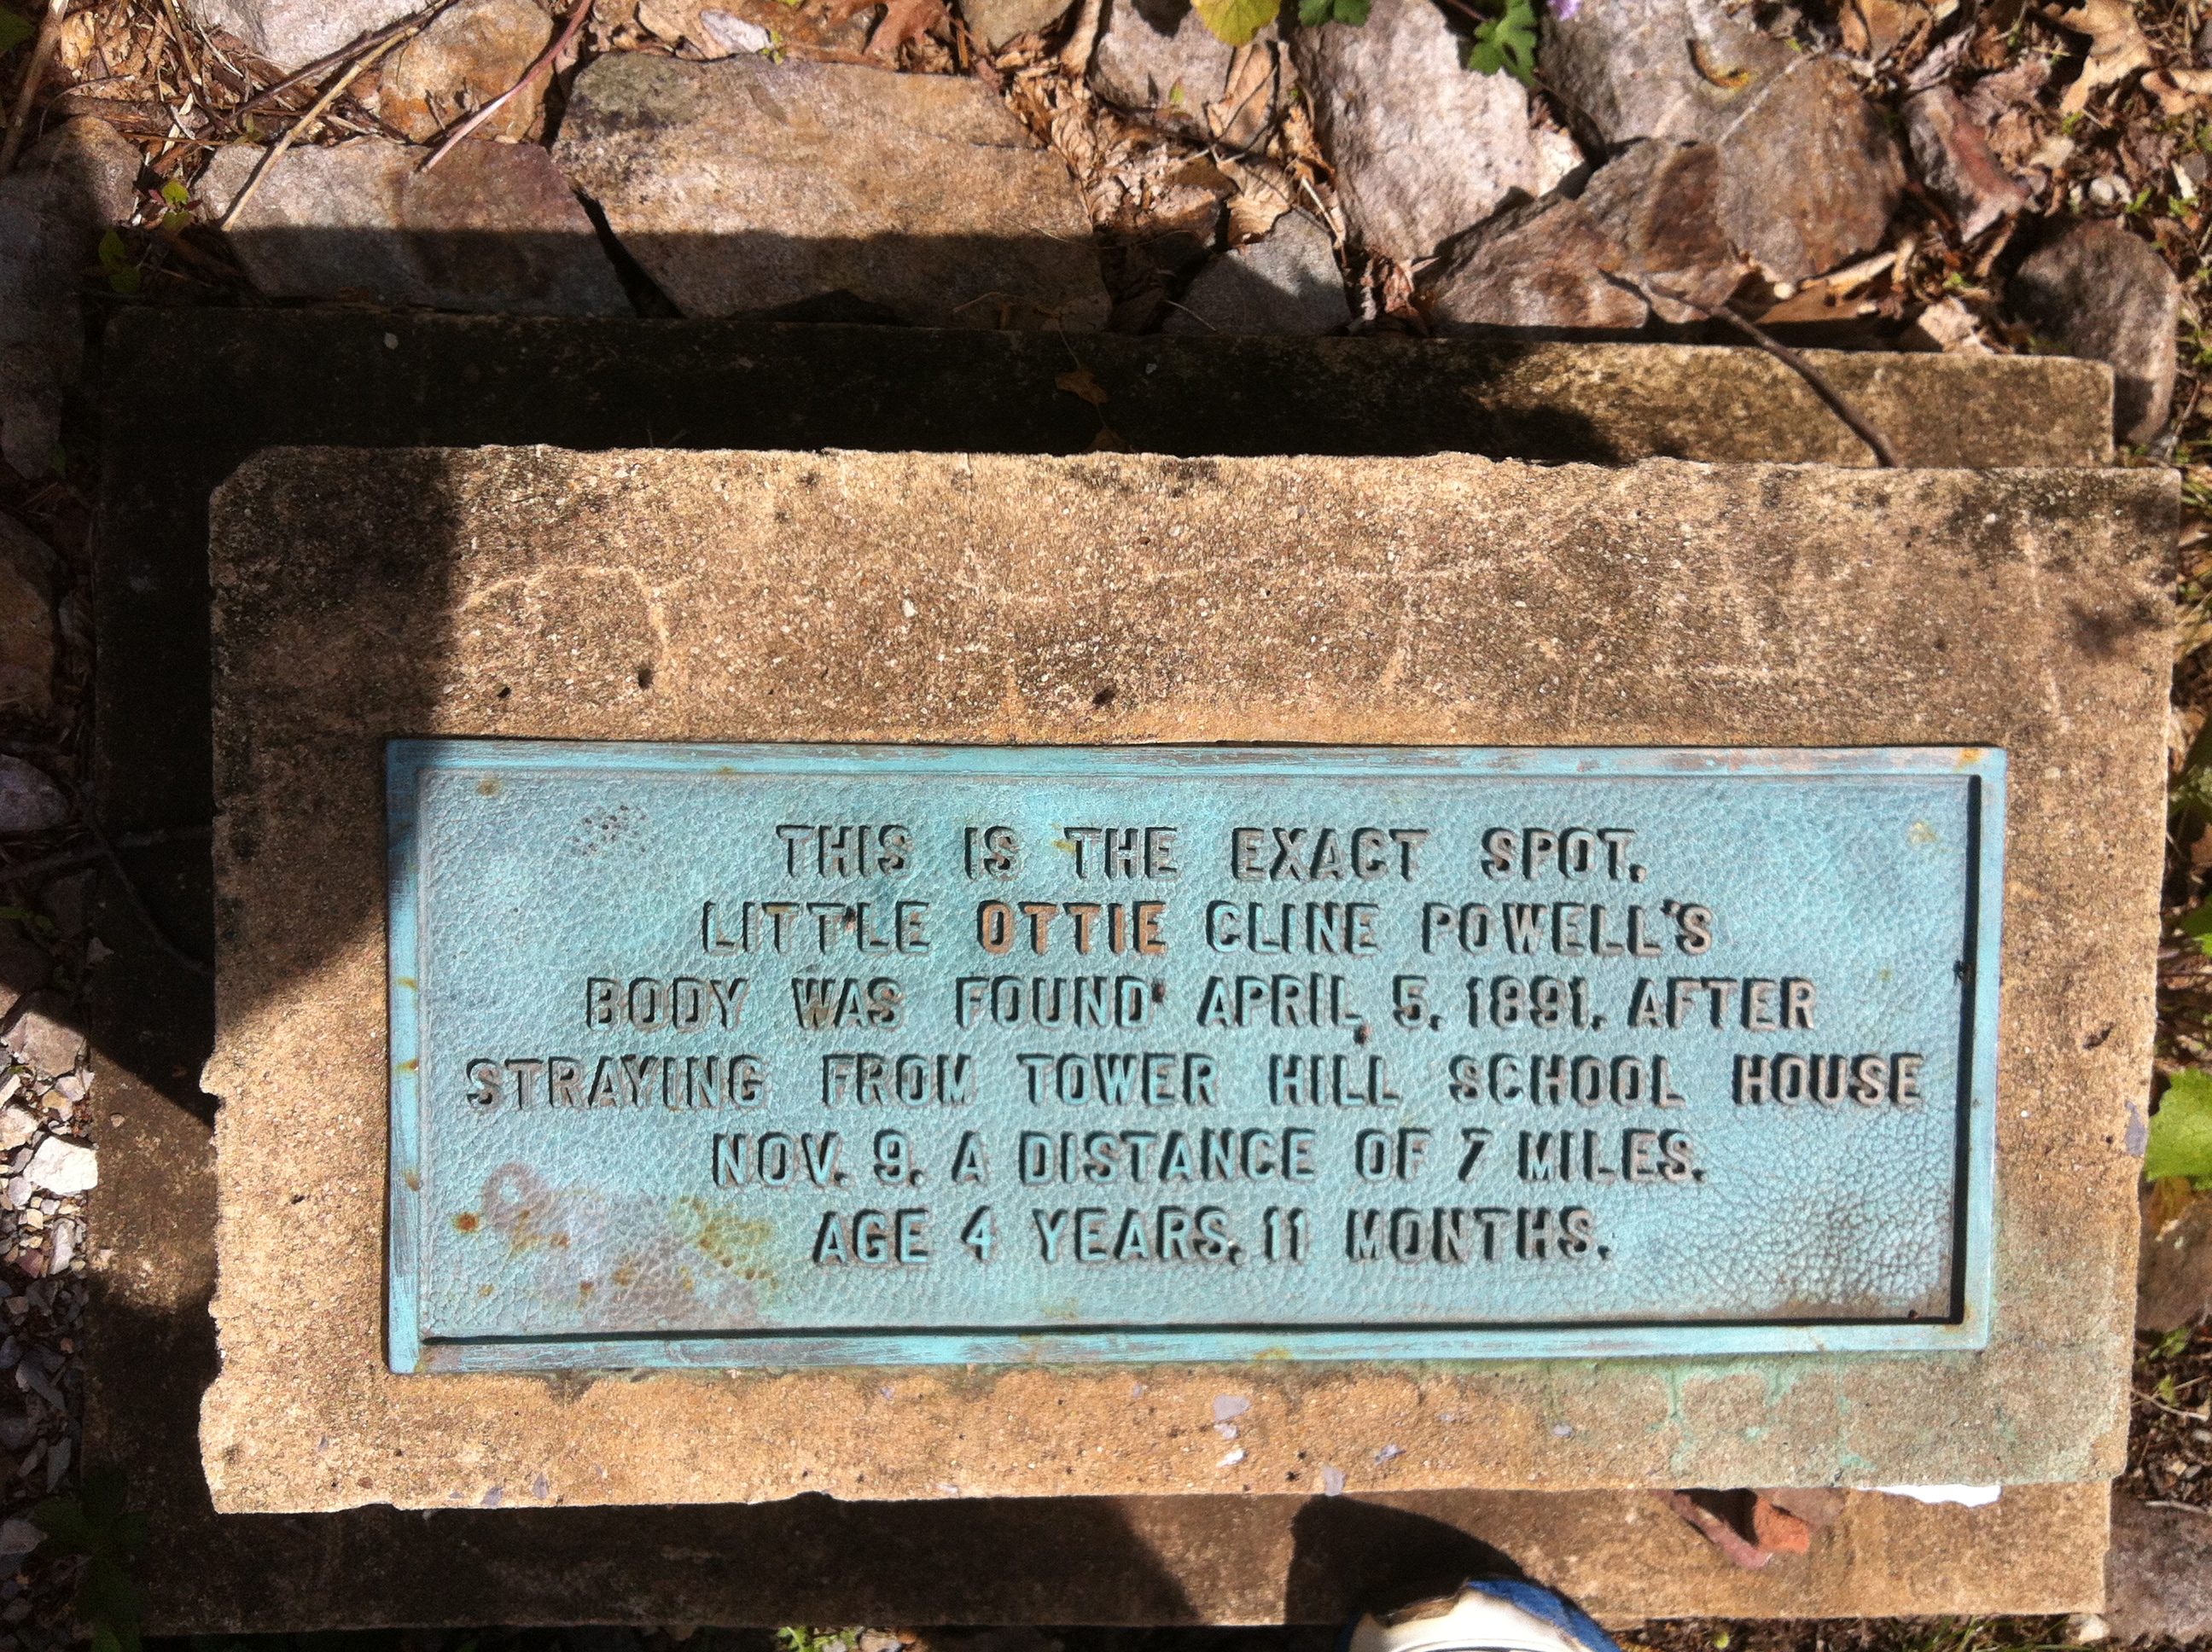 THIS IS THE EXACT SPOT,
LITTLE OTTIE CLINE POWELL'S
BODY WAS FOUND APRIL 5, 1891, AFTER
STRAYING FROM TOWER HILL SCHOOL HOUSE
NOV. 9, A DISTANCE OF 7 MILES.
AGE 4 YEARS, 11 MONTHS.